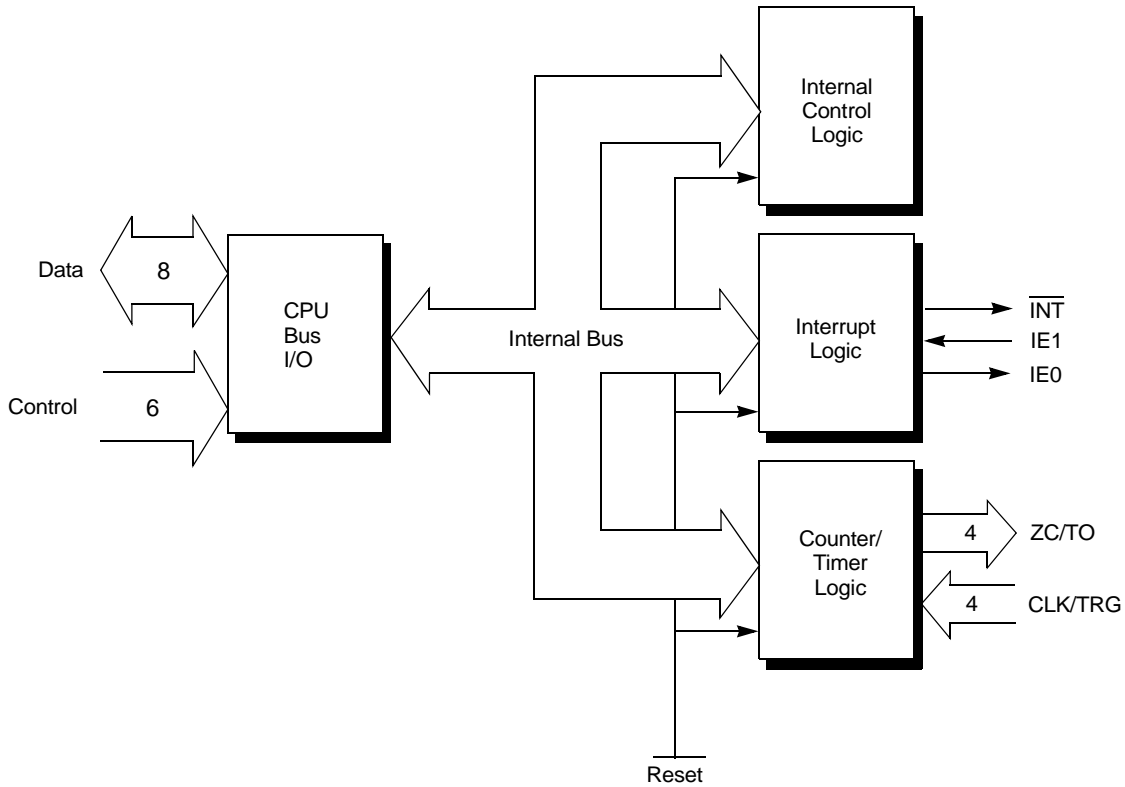 Internal
Control
Logic
Data
8
CPU
Bus
I/O
Internal Bus
Interrupt
Logic
INT
IE1
IE0
Control
6
Counter/
Timer
Logic
4
ZC/TO
4
CLK/TRG
Reset